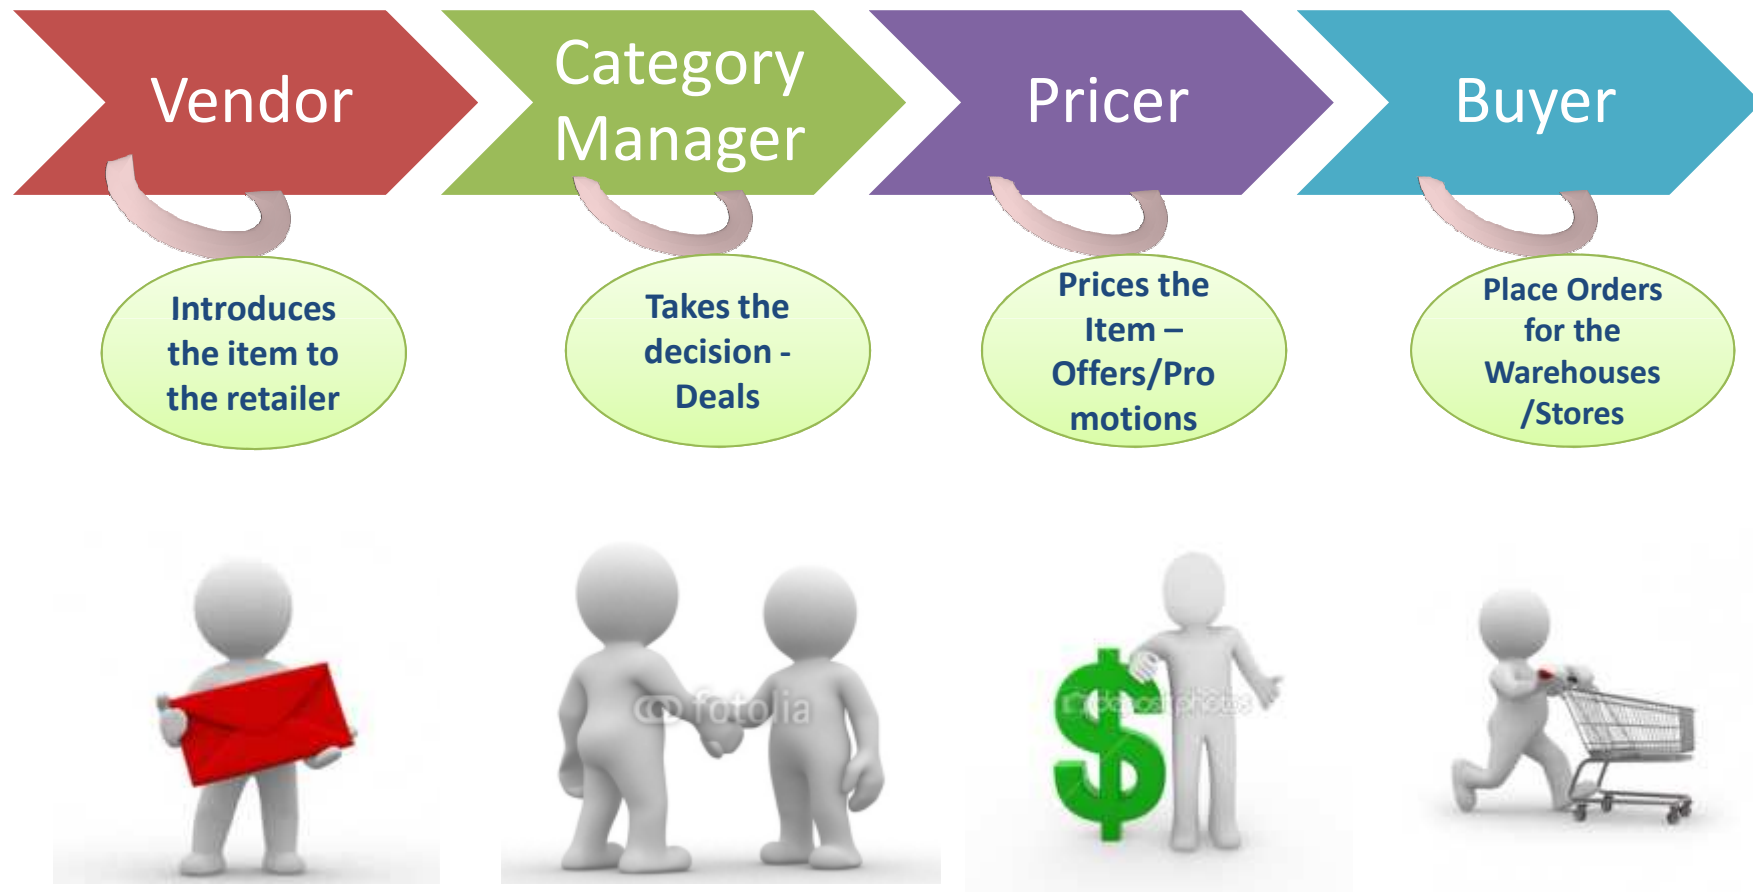 Vendor
Category
Manager
Pricer
Buyer
Introduces
the item to
the retailer
Takes the
decision -
Deals
Prices the
Item –
Offers/Pro
motions
Place Orders
for the
Warehouses
/Stores
fotolia
depositphotos